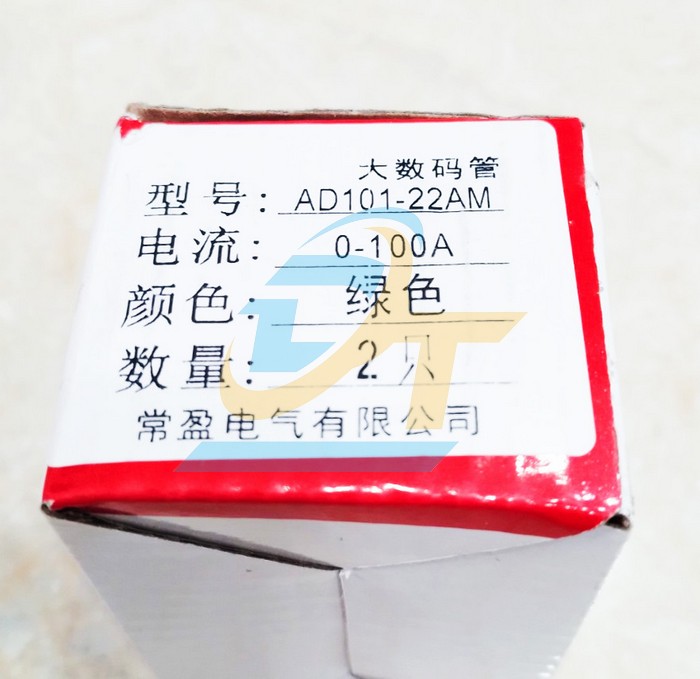 大数码管
型号: AD101-22AM
电流: 0-100A
颜色: 绿色
数量: 2只
常盈电气有限公司